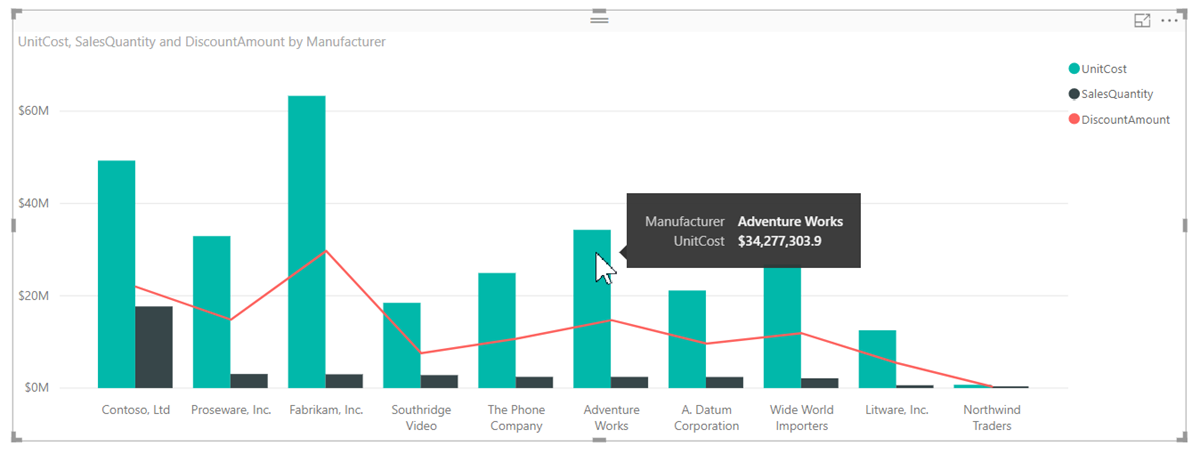 UnitCost, SalesQuantity and DiscountAmount by Manufacturer
UnitCost
SalesQuantity
DiscountAmount
$60M
$40M
$20M
$0M
Manufacturer Adventure Works
UnitCost $34,277,303.9
Contoso, Ltd
Proseware, Inc.
Fabrikam, Inc.
Southridge
Video
The Phone
Company
Adventure
Works
A. Datum
Corporation
Wide World
Importers
Litware, Inc.
Northwind
Traders